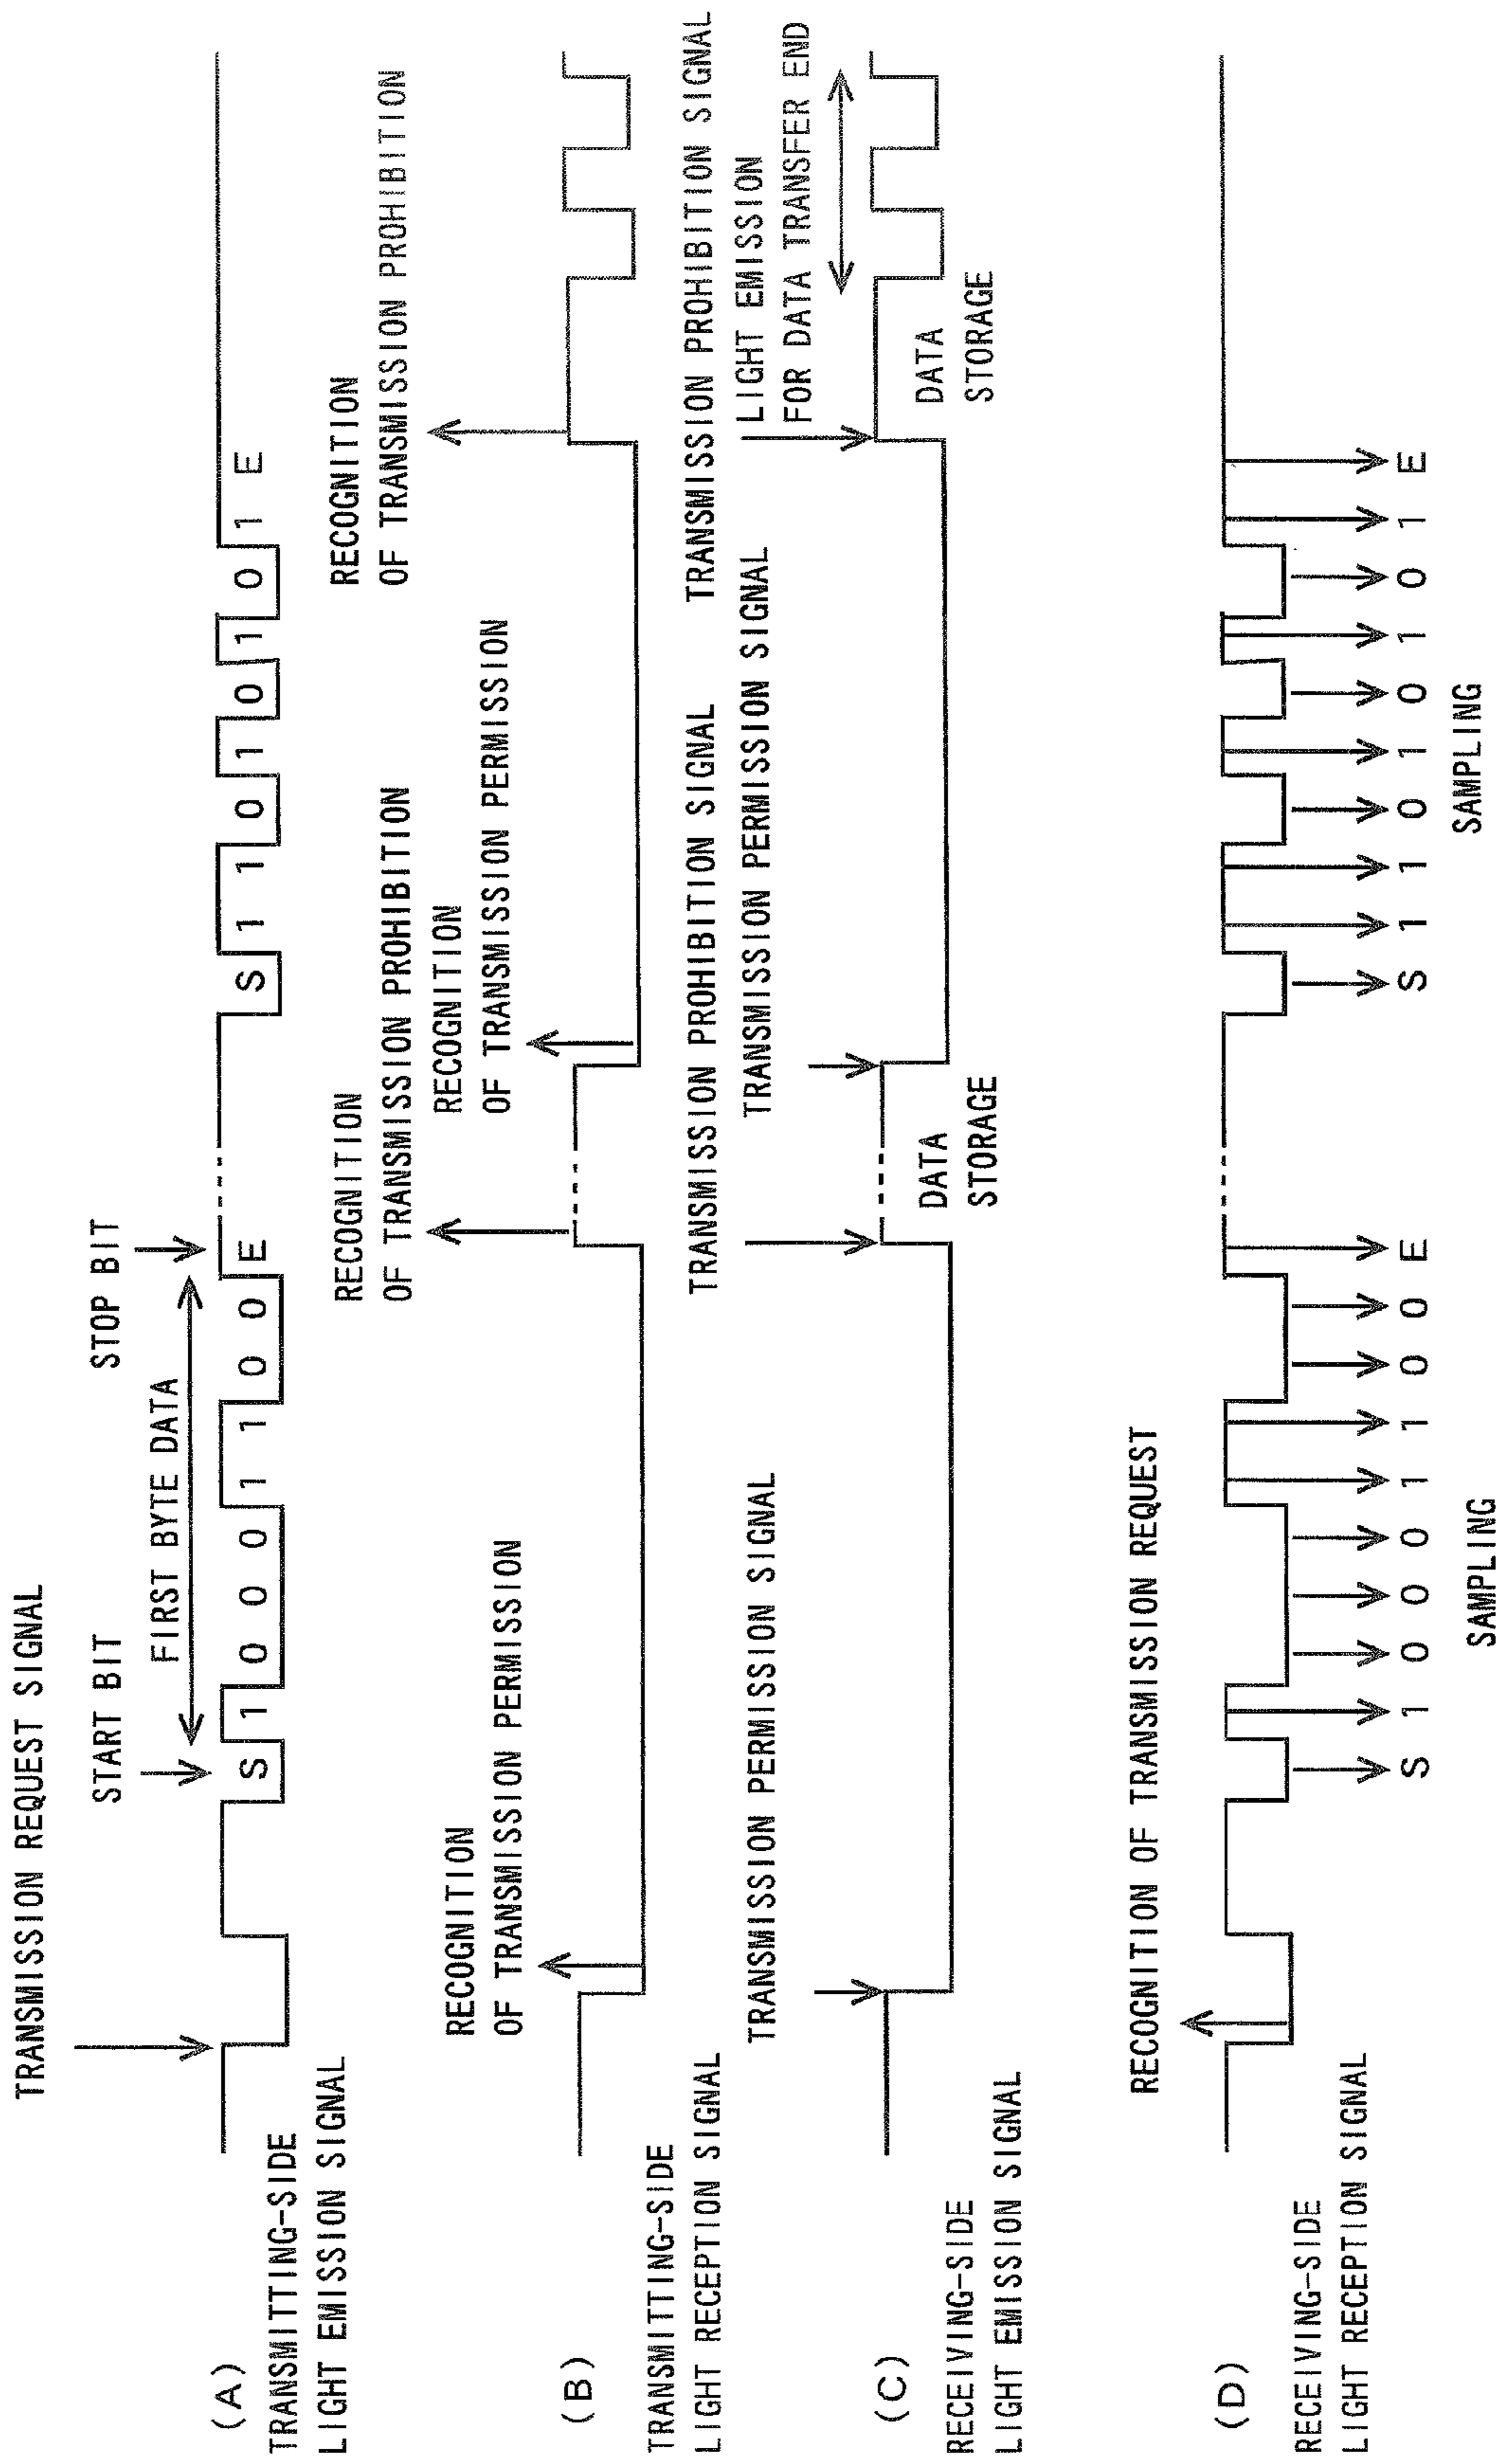 TRANSMISSION REQUEST SIGNAL
START BIT
STOP BIT
FIRST BYTE DATA
S 1 0 0 0 1 1 0 0 E
S 1 1 0 1 0 1 0 1 E
(A)
TRANSMITTING-SIDE
LIGHT EMISSION SIGNAL
RECOGNITION
OF TRANSMISSION PERMISSION
RECOGNITION
OF TRANSMISSION PROHIBITION
RECOGNITION
OF TRANSMISSION PERMISSION
RECOGNITION
OF TRANSMISSION PROHIBITION
(B)
TRANSMITTING-SIDE
LIGHT RECEPTION SIGNAL
TRANSMISSION PERMISSION SIGNAL
TRANSMISSION PROHIBITION SIGNAL
TRANSMISSION PERMISSION SIGNAL
TRANSMISSION PROHIBITION SIGNAL
LIGHT EMISSION
FOR DATA TRANSFER END
DATA
STORAGE
DATA
STORAGE
(C)
RECEIVING-SIDE
LIGHT EMISSION SIGNAL
RECOGNITION OF TRANSMISSION REQUEST
(D)
RECEIVING-SIDE
LIGHT RECEPTION SIGNAL
S 1 0 0 0 1 1 0 0 E
S 1 1 0 1 0 1 0 1 E
SAMPLING
SAMPLING